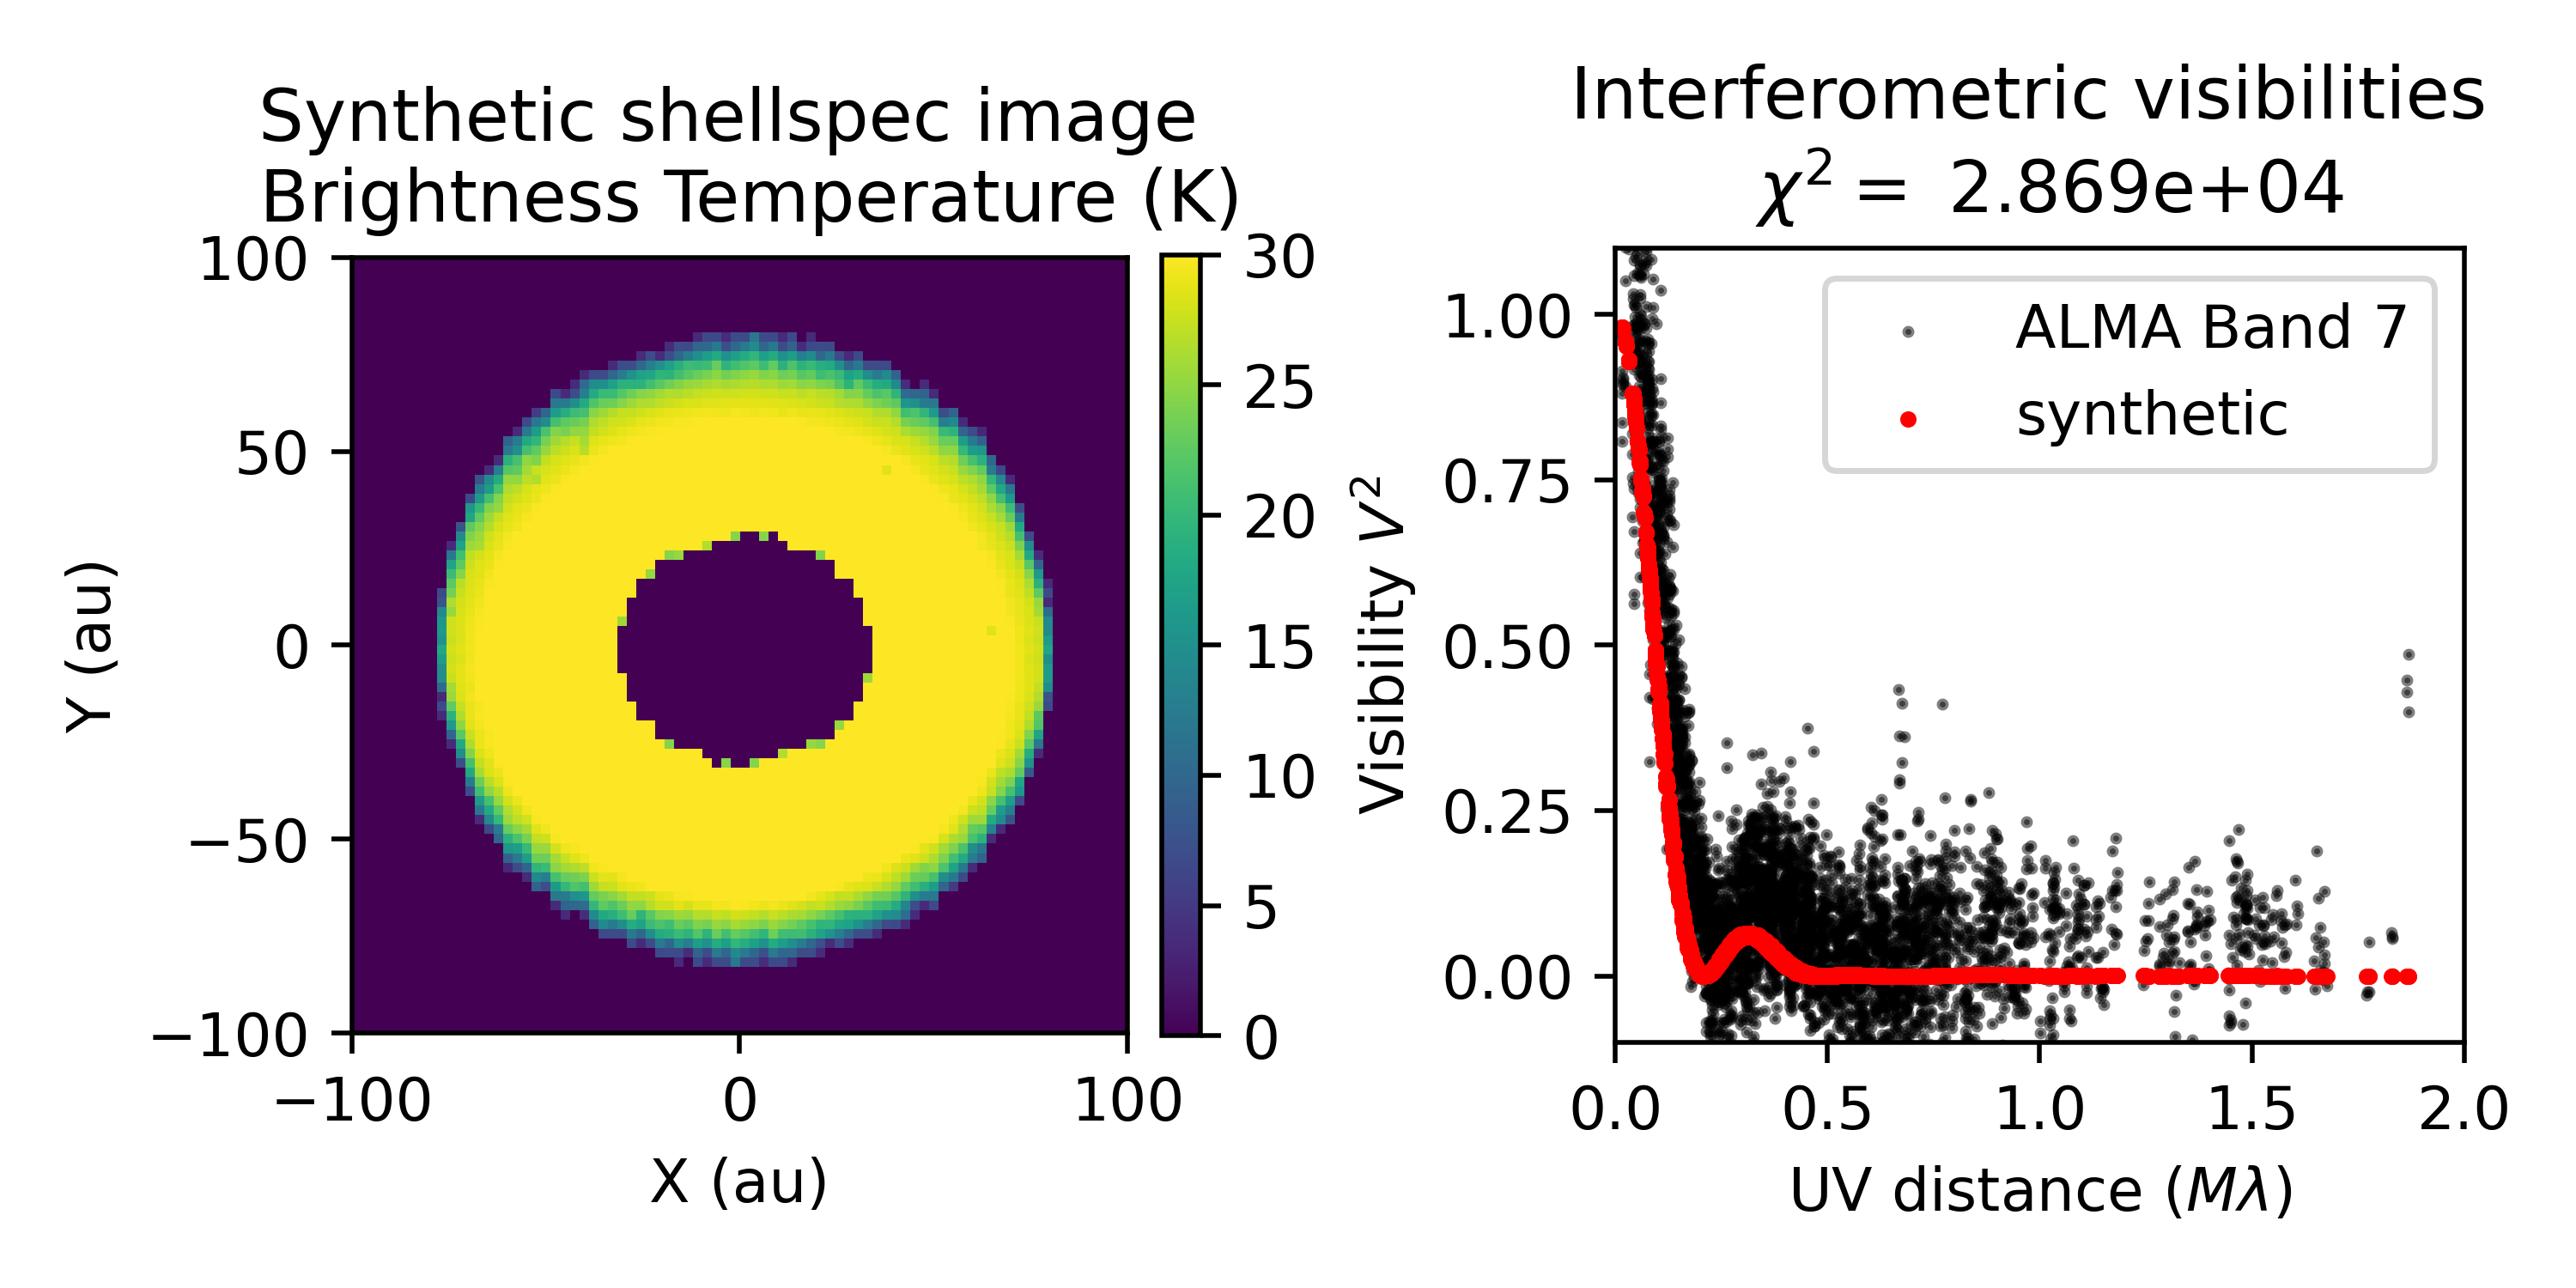 Synthetic shellspec image
Brightness Temperature (K)
100
50
0
−50
−100
Y (au)
−100
0
100
X (au)
30
25
20
15
10
5
0
Interferometric visibilities
χ² = 2.869e+04
ALMA Band 7
synthetic
1.00
0.75
0.50
0.25
0.00
Visibility V²
0.0
0.5
1.0
1.5
2.0
UV distance (Mλ)